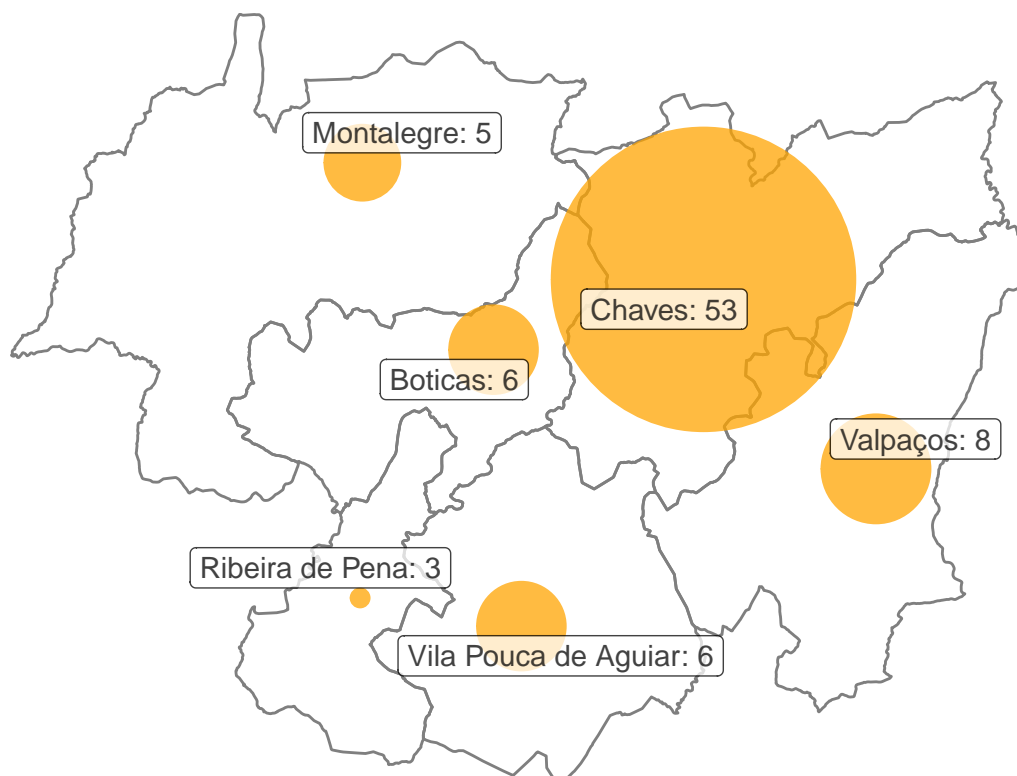 Montalegre: 5
Chaves: 53
Boticas: 6
Valpaços: 8
Ribeira de Pena: 3
Vila Pouca de Aguiar: 6